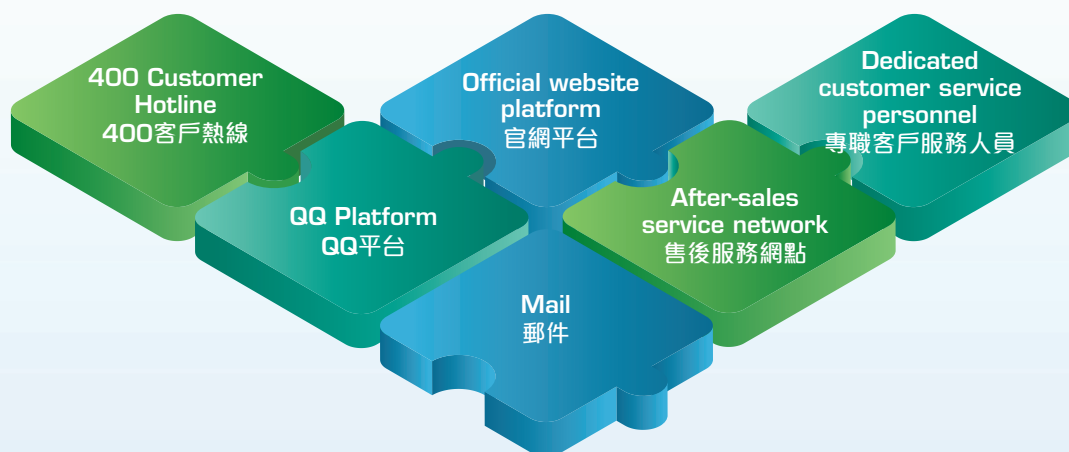 400 Customer
Hotline
400客戶熱線
Official website
platform
官網平台
Dedicated
customer service
personnel
專職客戶服務人員
QQ Platform
QQ平台
After-sales
service network
售後服務網點
Mail
郵件